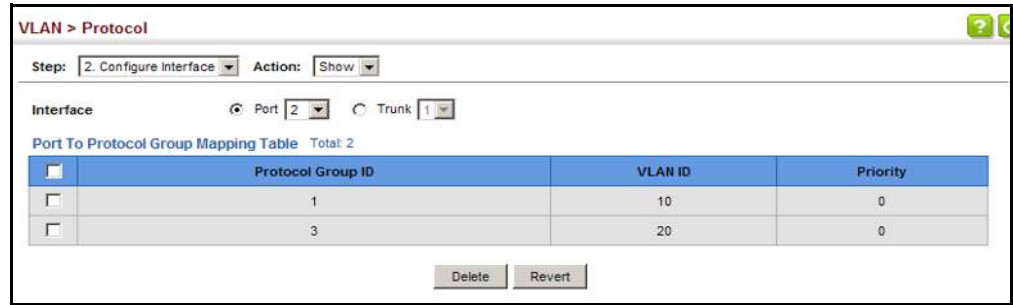 VLAN > Protocol
?
Step: 2. Configure Interface Action: Show
Interface Port 2 Trunk 1
Port To Protocol Group Mapping Table Total: 2
Protocol Group ID VLAN ID Priority
1 10 0
3 20 0
Delete Revert